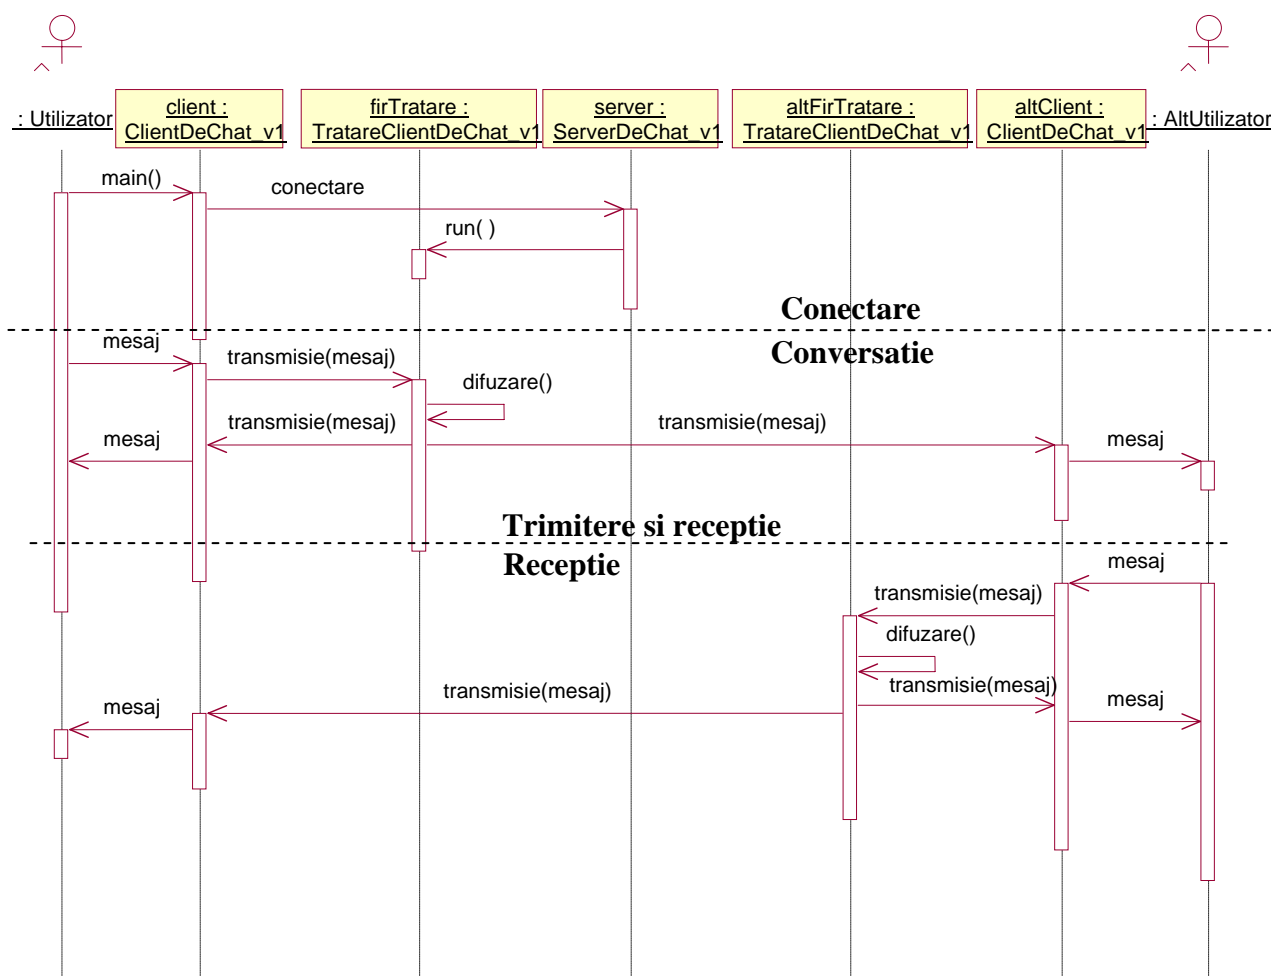 : Utilizator
client :
ClientDeChat_v1
firTratare :
TratareClientDeChat_v1
server :
ServerDeChat_v1
altFirTratare :
TratareClientDeChat_v1
altClient :
ClientDeChat_v1
: AltUtilizator
main()
conectare
run( )
Conectare
Conversatie
mesaj
transmisie(mesaj)
difuzare()
transmisie(mesaj)
transmisie(mesaj)
mesaj
mesaj
Trimitere si receptie
Receptie
mesaj
transmisie(mesaj)
difuzare()
transmisie(mesaj)
transmisie(mesaj)
mesaj
mesaj